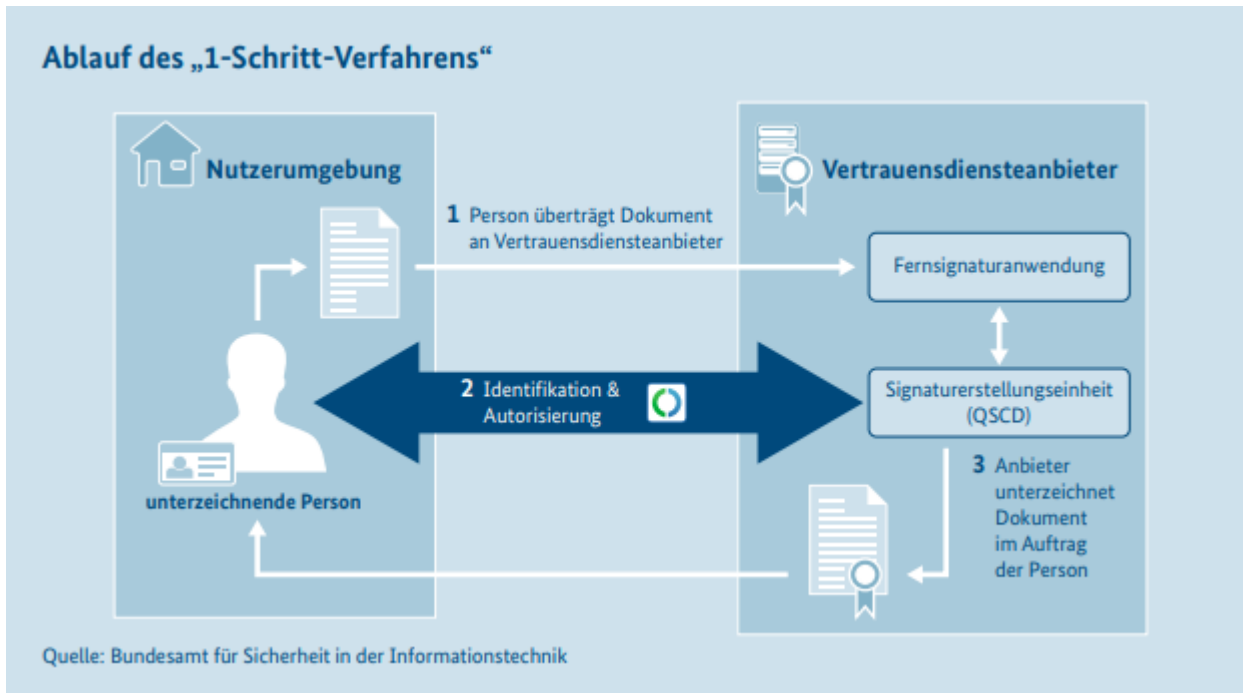 Ablauf des „1-Schritt-Verfahrens“
Nutzerumgebung
Vertrauensdiensteanbieter
1 Person überträgt Dokument
an Vertrauensdiensteanbieter
Fernsignaturanwendung
2 Identifikation &
Autorisierung
Signaturerstellungseinheit
(QSCD)
unterzeichnende Person
3 Anbieter
unterzeichnet
Dokument
im Auftrag
der Person
Quelle: Bundesamt für Sicherheit in der Informationstechnik